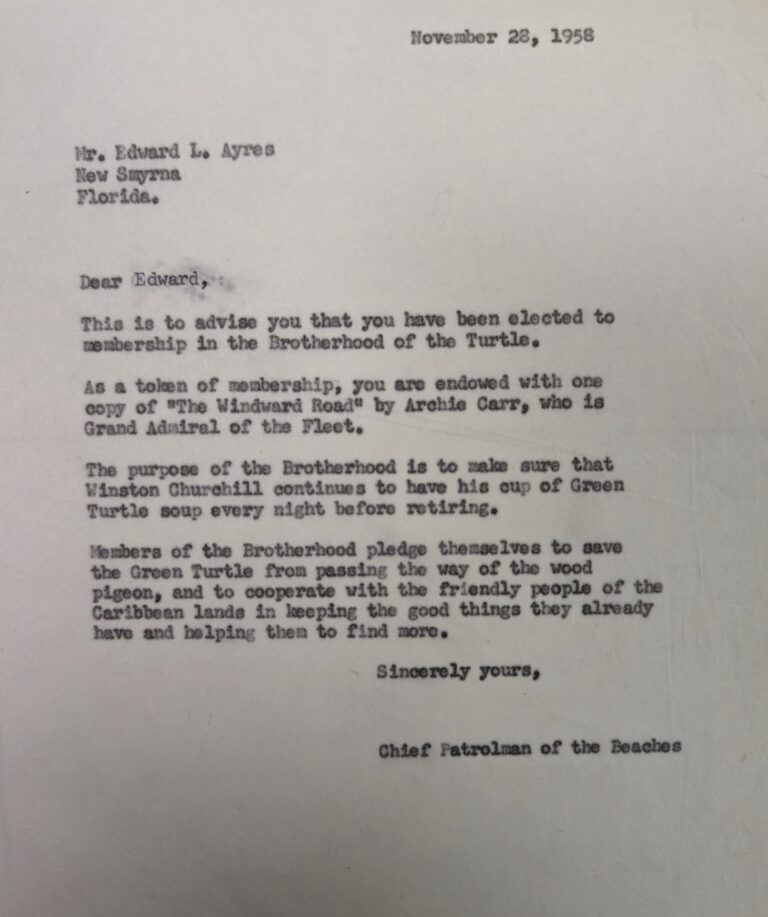 November 28, 1958
Mr. Edward L. Ayres
New Smyrna
Florida.
Dear Edward,
This is to advise you that you have been elected to
membership in the Brotherhood of the Turtle.
As a token of membership, you are endowed with one
copy of "The Windward Road" by Archie Carr, who is
Grand Admiral of the Fleet.
The purpose of the Brotherhood is to make sure that
Winston Churchill continues to have his cup of Green
Turtle soup every night before retiring.
Members of the Brotherhood pledge themselves to save
the Green Turtle from passing the way of the wood
pigeon, and to cooperate with the friendly people of the
Caribbean lands in keeping the good things they already
have and helping them to find more.
Sincerely yours,
Chief Patrolman of the Beaches